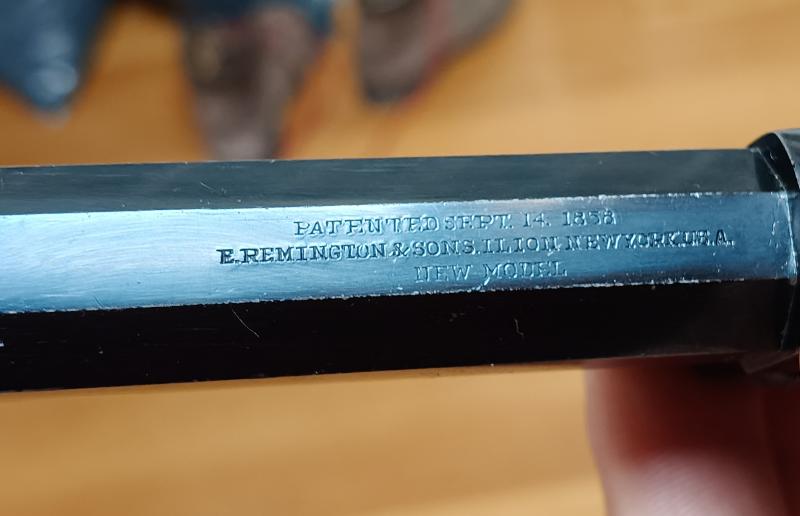 PATENTED SEPT. 14. 1858
E. REMINGTON & SONS. ILION. NEW YORK. U.S.A.
NEW MODEL